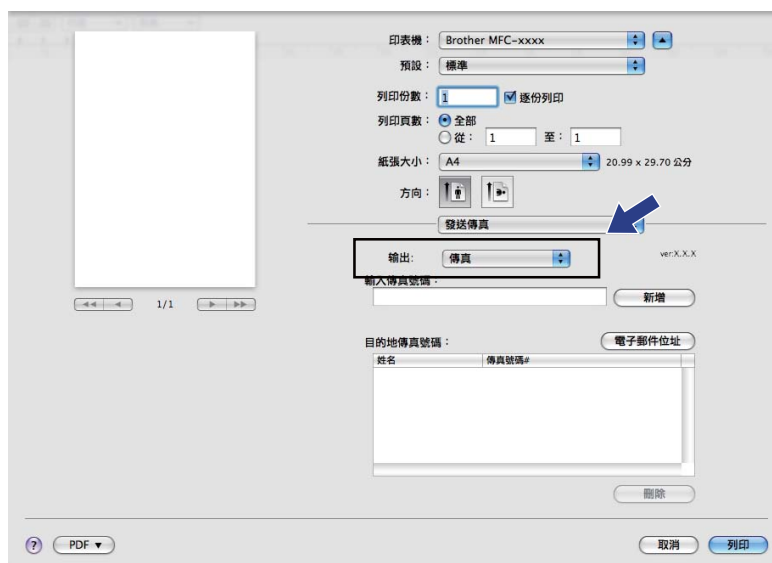 印表機： Brother MFC-xxxx
預設： 標準
列印份數： 1 逐份列印
列印頁數： 全部
從： 1 至： 1
紙張大小： A4 20.99 x 29.70 公分
方向：
發送傳真
输出: 傳真 ver:X.X.X
輸入傳真號碼：
新增
1/1
目的地傳真號碼： 電子郵件位址
姓名 傳真號碼#
刪除
? PDF 取消 列印